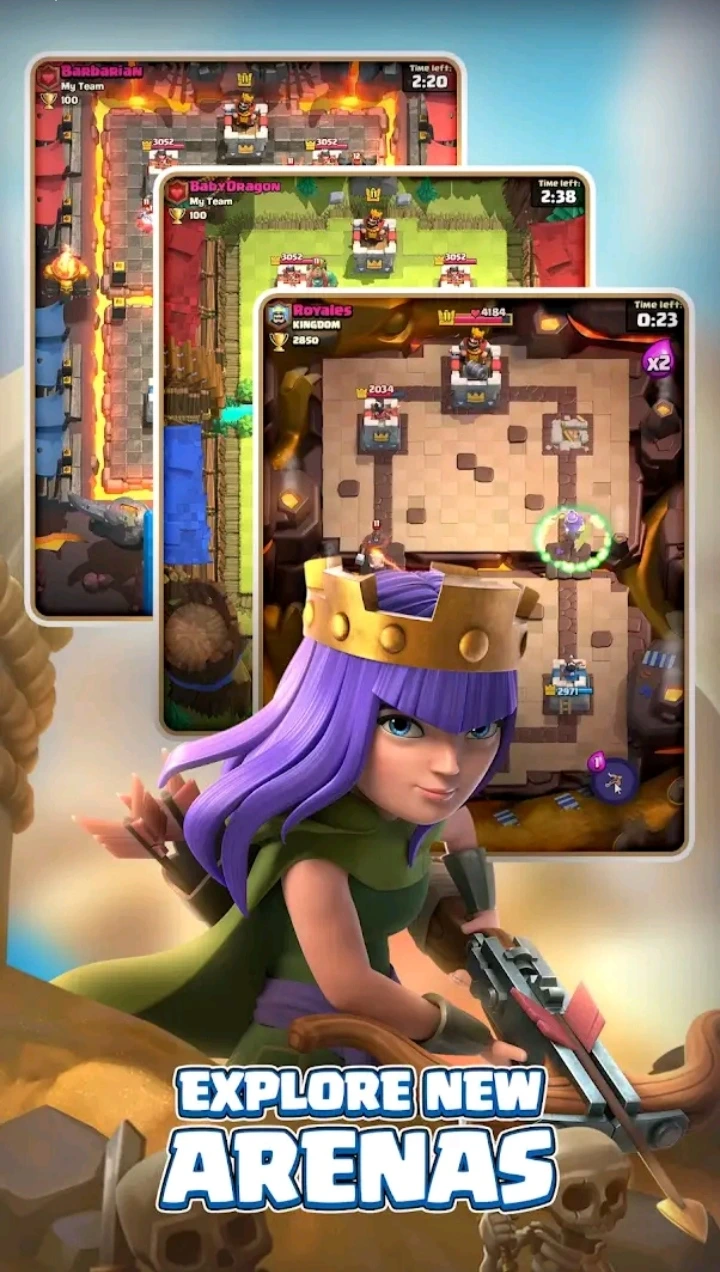 Barbarian
My Team
100
Time left:
2:20
3052
3052
BabyDragon
My Team
100
Time left:
2:38
3052
3052
Royales
KINGDOM
2850
4184
Time left:
0:23
x2
2034
2971
1
EXPLORE NEW
ARENAS